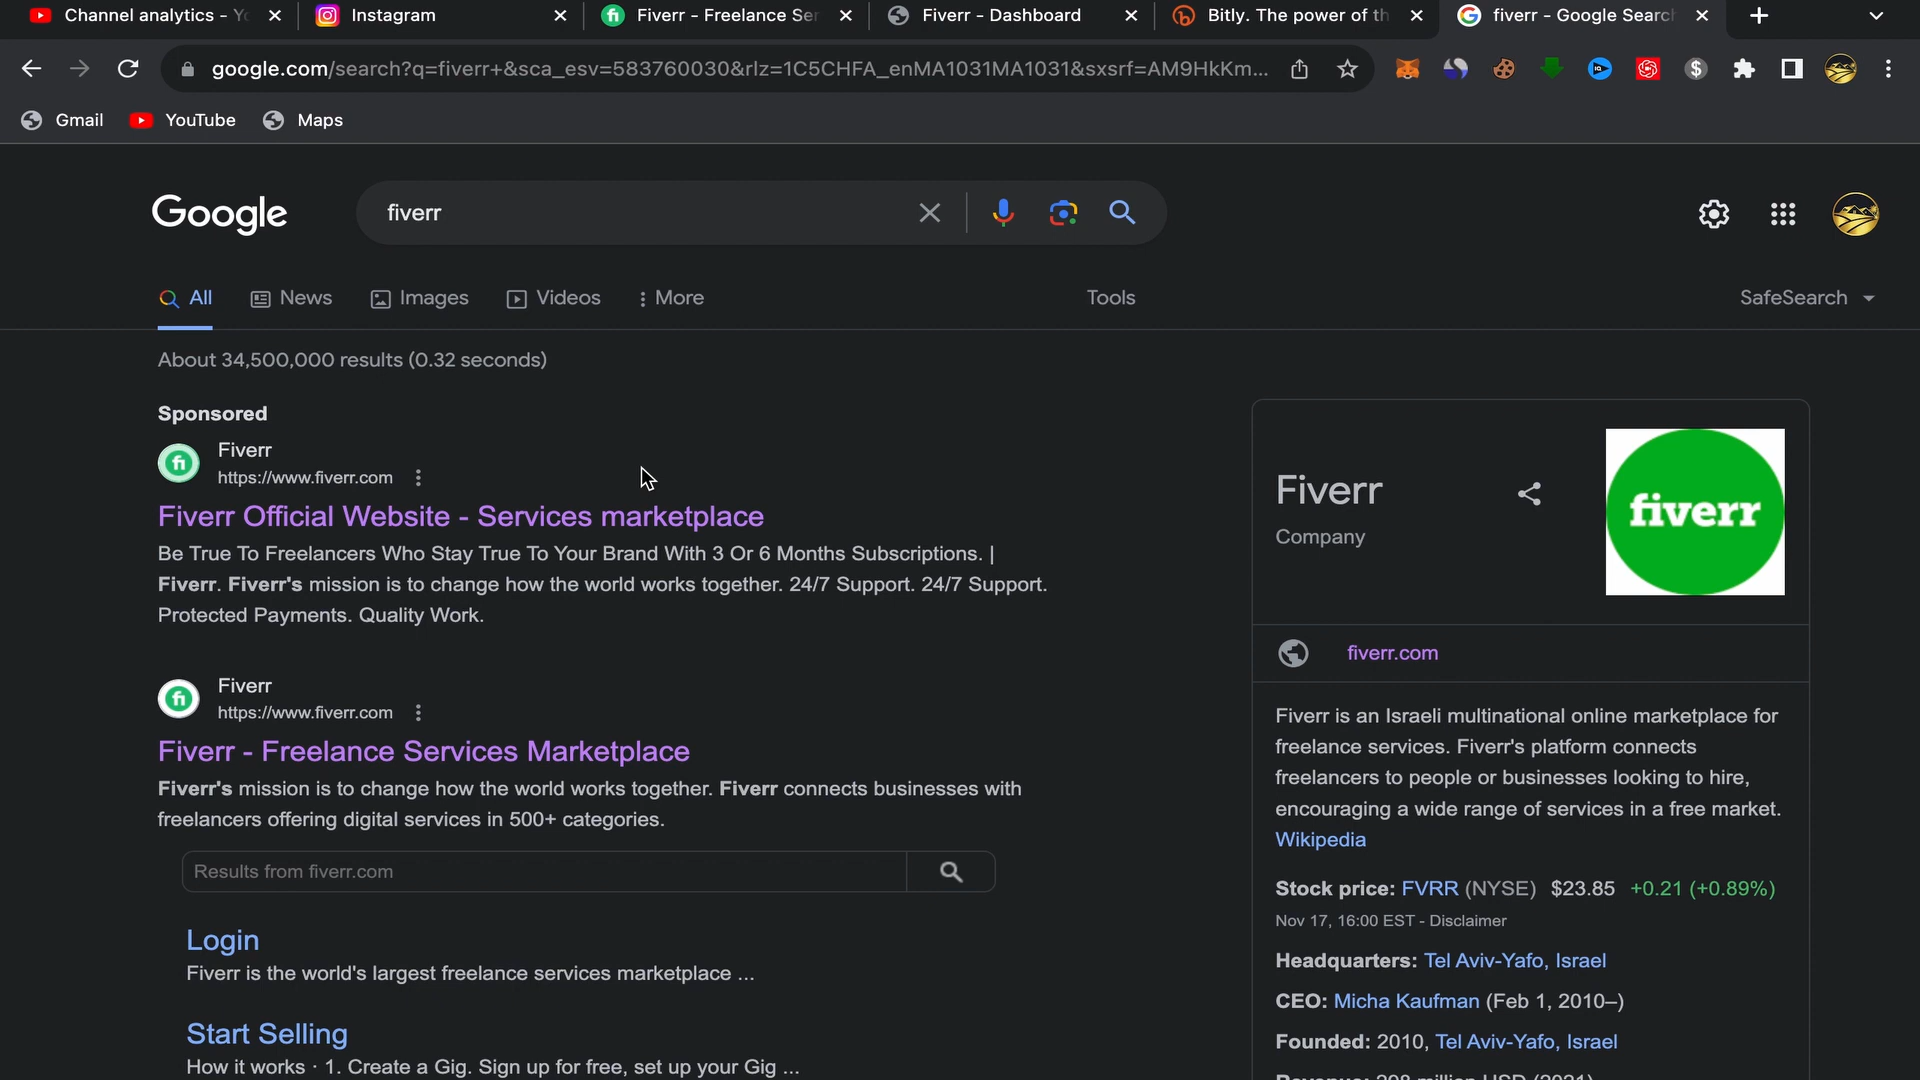 Channel analytics - Yo
Instagram
Fiverr - Freelance Ser
Fiverr - Dashboard
Bitly. The power of th
fiverr - Google Search
google.com/search?q=fiverr+&sca_esv=583760030&rlz=1C5CHFA_enMA1031MA1031&sxsrf=AM9HkKm...
Gmail
YouTube
Maps
Google
fiverr
All
News
Images
Videos
More
Tools
SafeSearch
About 34,500,000 results (0.32 seconds)
Sponsored
Fiverr
https://www.fiverr.com
Fiverr Official Website - Services marketplace
Be True To Freelancers Who Stay True To Your Brand With 3 Or 6 Months Subscriptions. |
Fiverr. Fiverr's mission is to change how the world works together. 24/7 Support. 24/7 Support.
Protected Payments. Quality Work.
Fiverr
https://www.fiverr.com
Fiverr - Freelance Services Marketplace
Fiverr's mission is to change how the world works together. Fiverr connects businesses with
freelancers offering digital services in 500+ categories.
Results from fiverr.com
Login
Fiverr is the world's largest freelance services marketplace ...
Start Selling
How it works · 1. Create a Gig. Sign up for free, set up your Gig ...
Fiverr
Company
fiverr
fiverr.com
Fiverr is an Israeli multinational online marketplace for
freelance services. Fiverr's platform connects
freelancers to people or businesses looking to hire,
encouraging a wide range of services in a free market.
Wikipedia
Stock price: FVRR (NYSE) $23.85 +0.21 (+0.89%)
Nov 17, 16:00 EST - Disclaimer
Headquarters: Tel Aviv-Yafo, Israel
CEO: Micha Kaufman (Feb 1, 2010–)
Founded: 2010, Tel Aviv-Yafo, Israel